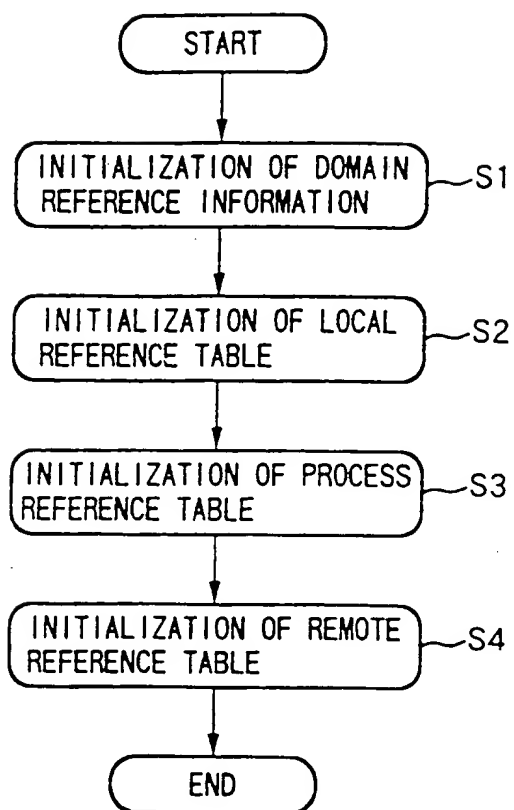 START
INITIALIZATION OF DOMAIN
REFERENCE INFORMATION
S1
INITIALIZATION OF LOCAL
REFERENCE TABLE
S2
INITIALIZATION OF PROCESS
REFERENCE TABLE
S3
INITIALIZATION OF REMOTE
REFERENCE TABLE
S4
END